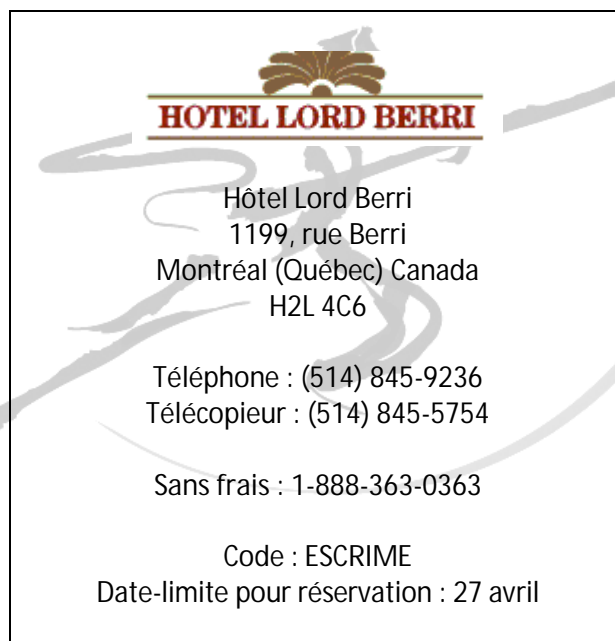 HOTEL LORD BERRI
Hôtel Lord Berri
1199, rue Berri
Montréal (Québec) Canada
H2L 4C6
Téléphone : (514) 845-9236
Télécopieur : (514) 845-5754
Sans frais : 1-888-363-0363
Code : ESCRIME
Date-limite pour réservation : 27 avril